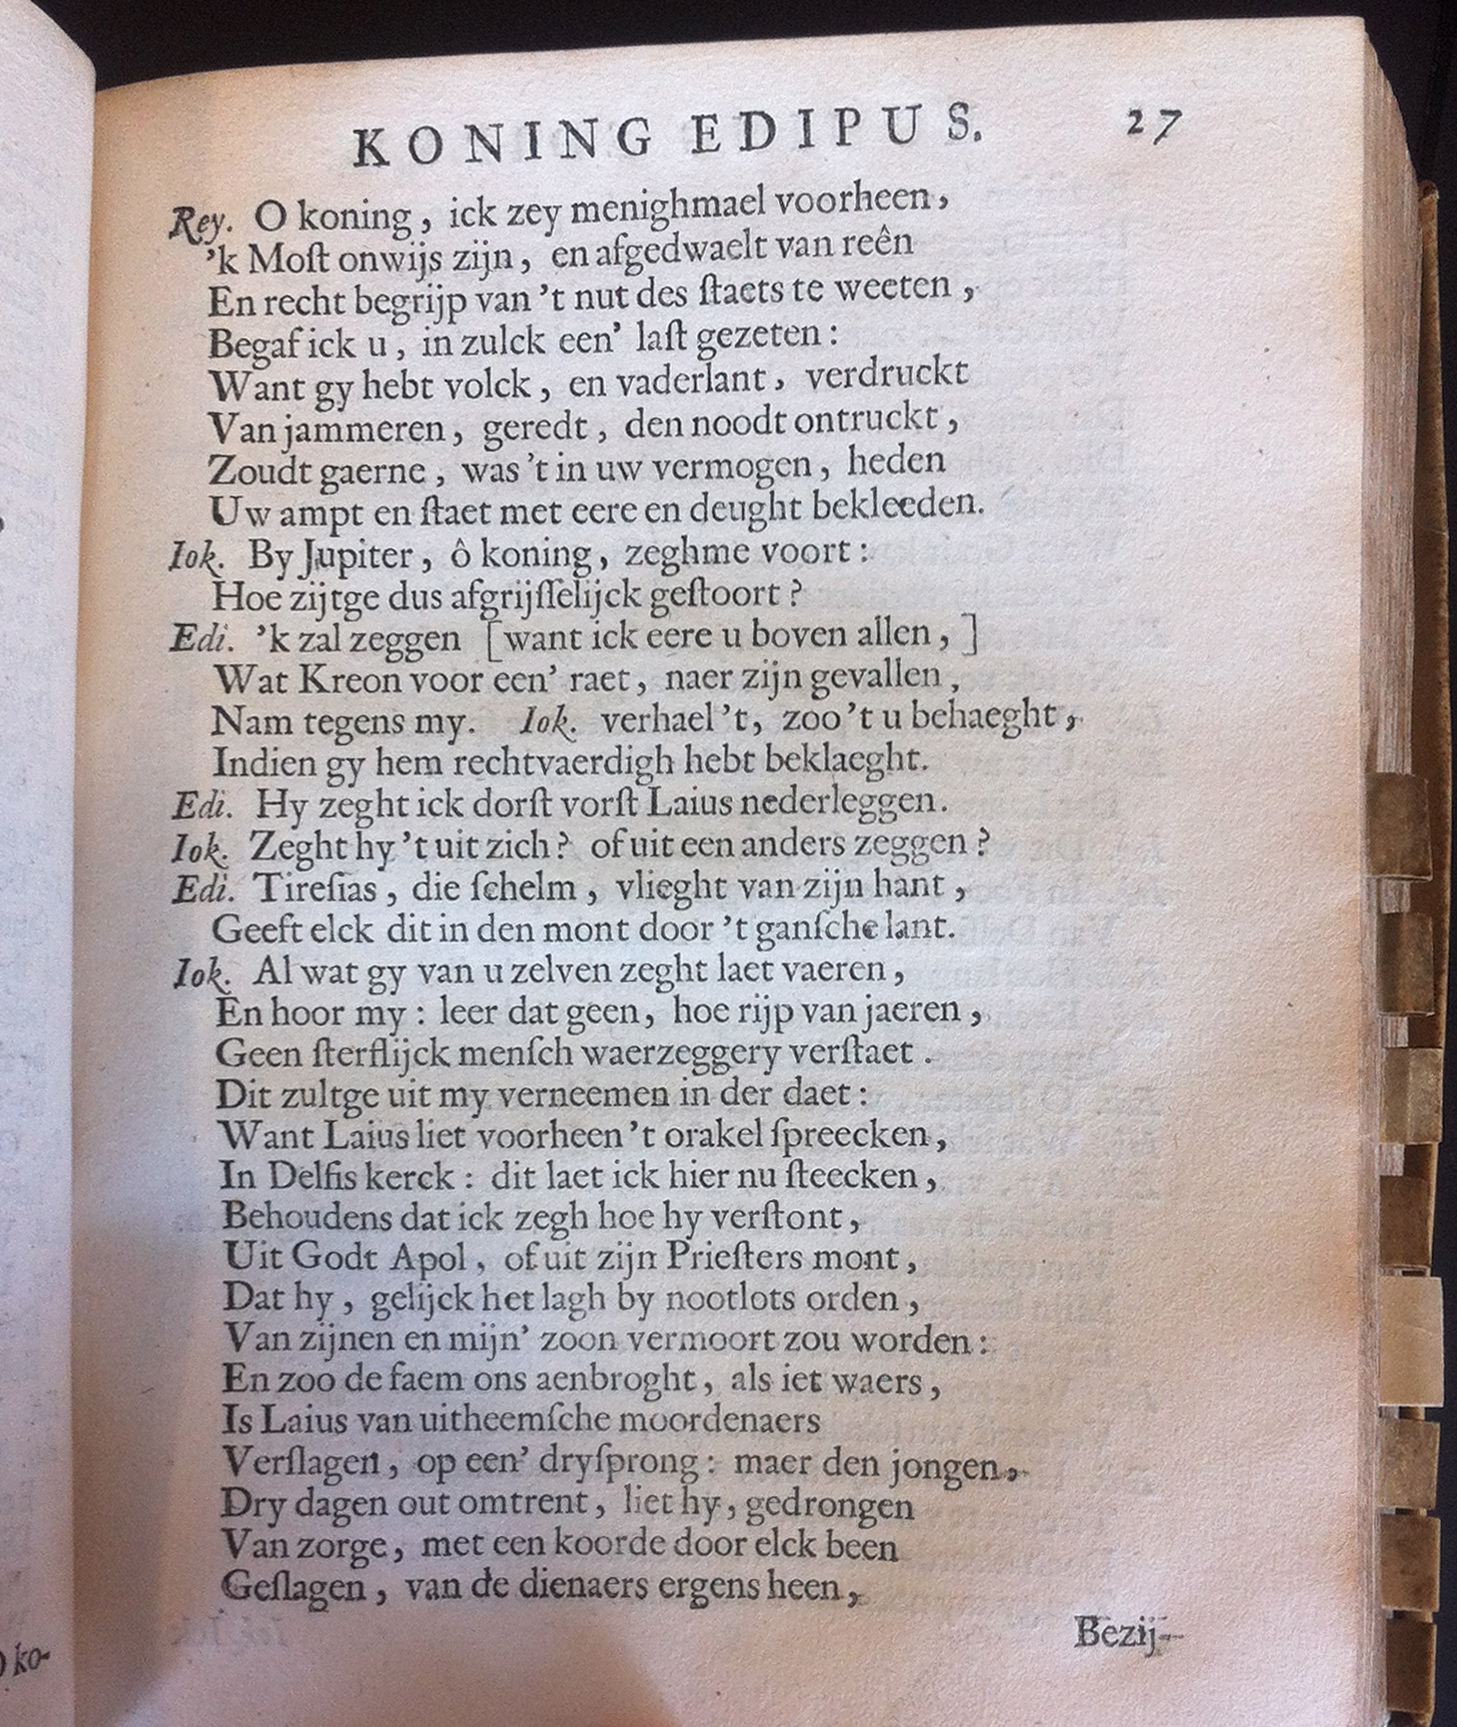 KONING EDIPUS. 27
Rey. O koning, ick zey menighmael voorheen,
'k Moſt onwijs zijn, en afgedwaelt van reên
En recht begrijp van 't nut des ſtaets te weeten,
Begaf ick u, in zulck een' laſt gezeten:
Want gy hebt volck, en vaderlant, verdruckt
Van jammeren, geredt, den noodt ontruckt,
Zoudt gaerne, was 't in uw vermogen, heden
Uw ampt en ſtaet met eere en deught bekleeden.
Iok. By Jupiter, ô koning, zeghme voort:
Hoe zijtge dus afgrijſſelijck geſtoort?
Edi. 'k zal zeggen [want ick eere u boven allen,]
Wat Kreon voor een' raet, naer zijn gevallen,
Nam tegens my. Iok. verhael 't, zoo 't u behaeght,
Indien gy hem rechtvaerdigh hebt beklaeght.
Edi. Hy zeght ick dorſt vorſt Laius nederleggen.
Iok. Zeght hy 't uit zich? of uit een anders zeggen?
Edi. Tireſias, die ſchelm, vlieght van zijn hant,
Geeft elck dit in den mont door 't ganſche lant.
Iok. Al wat gy van u zelven zeght laet vaeren,
En hoor my: leer dat geen, hoe rijp van jaeren,
Geen ſterflijck menſch waerzeggery verſtaet.
Dit zultge uit my verneemen in der daet:
Want Laius liet voorheen 't orakel ſpreecken,
In Delfis kerck: dit laet ick hier nu ſteecken,
Behoudens dat ick zegh hoe hy verſtont,
Uit Godt Apol, of uit zijn Prieſters mont,
Dat hy, gelijck het lagh by nootlots orden,
Van zijnen en mijn' zoon vermoort zou worden:
En zoo de faem ons aenbroght, als iet waers,
Is Laius van uitheemſche moordenaers
Verſlagen, op een' dryſprong: maer den jongen,
Dry dagen out omtrent, liet hy, gedrongen
Van zorge, met een koorde door elck been
Geſlagen, van de dienaers ergens heen,
Bezij-
ko-